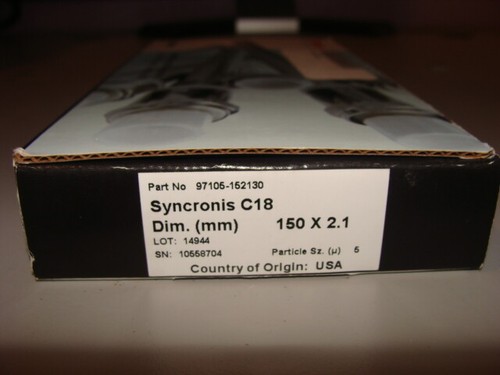 Part No 97105-152130
Syncronis C18
Dim. (mm) 150 X 2.1
LOT: 14944
SN: 10558704 Particle Sz. (µ) 5
Country of Origin: USA